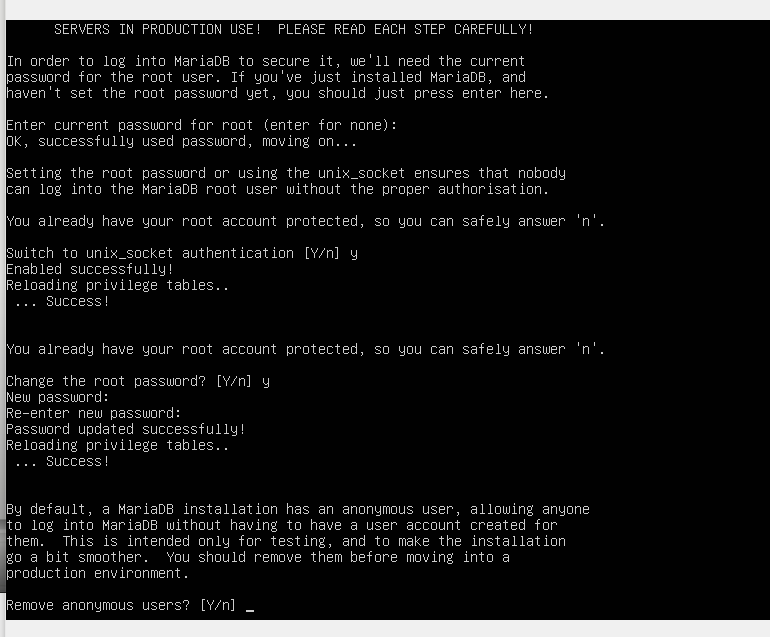 SERVERS IN PRODUCTION USE!  PLEASE READ EACH STEP CAREFULLY!
In order to log into MariaDB to secure it, we'll need the current
password for the root user. If you've just installed MariaDB, and
haven't set the root password yet, you should just press enter here.
Enter current password for root (enter for none):
OK, successfully used password, moving on...
Setting the root password or using the unix_socket ensures that nobody
can log into the MariaDB root user without the proper authorisation.
You already have your root account protected, so you can safely answer 'n'.
Switch to unix_socket authentication [Y/n] y
Enabled successfully!
Reloading privilege tables..
 ... Success!
You already have your root account protected, so you can safely answer 'n'.
Change the root password? [Y/n] y
New password:
Re-enter new password:
Password updated successfully!
Reloading privilege tables..
 ... Success!
By default, a MariaDB installation has an anonymous user, allowing anyone
to log into MariaDB without having to have a user account created for
them.  This is intended only for testing, and to make the installation
go a bit smoother.  You should remove them before moving into a
production environment.
Remove anonymous users? [Y/n] _